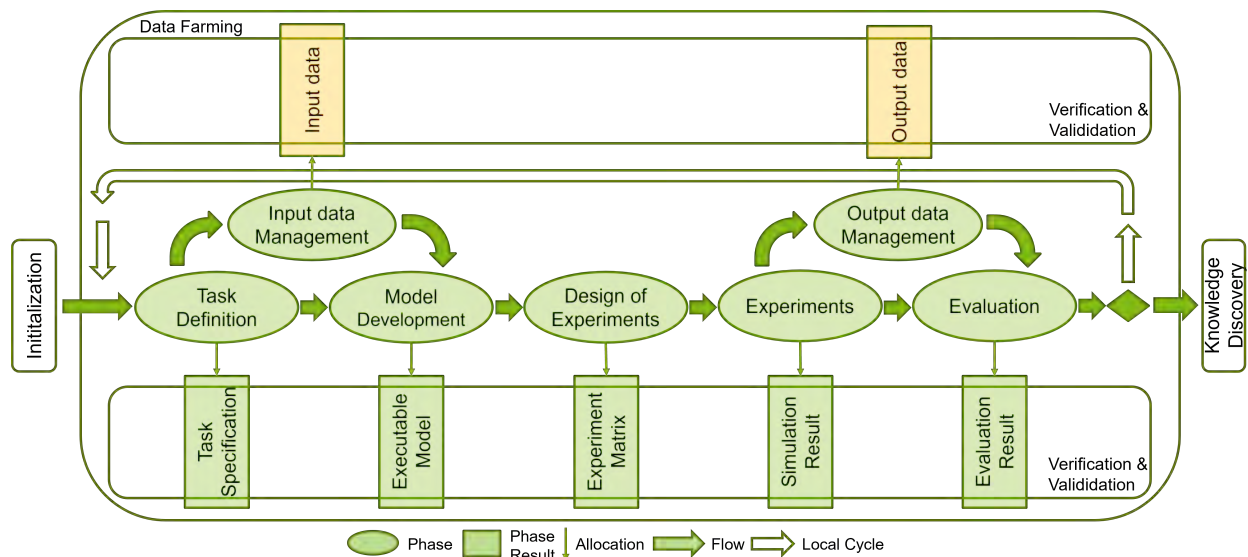 Data Farming
Input data
Output data
Verification &
Valididation
Input data
Management
Output data
Management
Inititalization
Task
Definition
Model
Development
Design of
Experiments
Experiments
Evaluation
Knowledge
Discovery
Task
Specification
Executable
Model
Experiment
Matrix
Simulation
Result
Evaluation
Result
Verification &
Valididation
Phase
Phase
Result
Allocation
Flow
Local Cycle